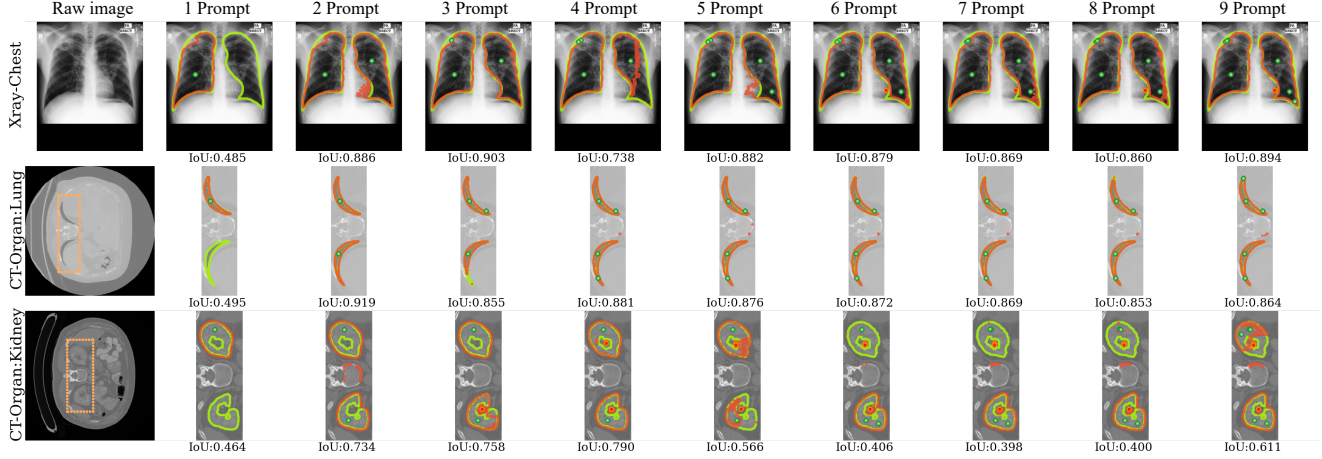 Raw image 1 Prompt 2 Prompt 3 Prompt 4 Prompt 5 Prompt 6 Prompt 7 Prompt 8 Prompt 9 Prompt
Xray-Chest
IoU:0.485 IoU:0.886 IoU:0.903 IoU:0.738 IoU:0.882 IoU:0.879 IoU:0.869 IoU:0.860 IoU:0.894
CT-Organ:Lung
IoU:0.495 IoU:0.919 IoU:0.855 IoU:0.881 IoU:0.876 IoU:0.872 IoU:0.869 IoU:0.853 IoU:0.864
CT-Organ:Kidney
IoU:0.464 IoU:0.734 IoU:0.758 IoU:0.790 IoU:0.566 IoU:0.406 IoU:0.398 IoU:0.400 IoU:0.611